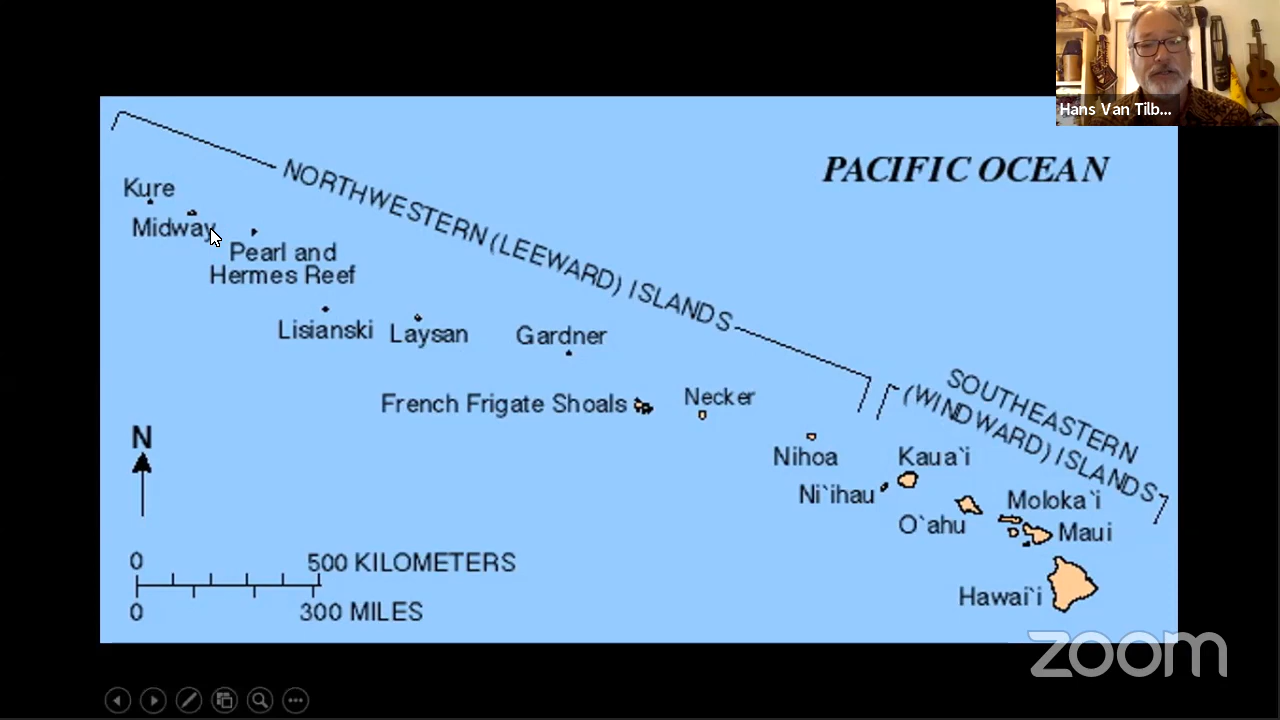 Hans Van Tilb...
PACIFIC OCEAN
NORTHWESTERN (LEEWARD) ISLANDS
Kure
Midway
Pearl and
Hermes Reef
Lisianski
Laysan
Gardner
French Frigate Shoals
Necker
SOUTHEASTERN
(WINDWARD) ISLANDS
Nihoa
Kaua`i
Ni`ihau
O`ahu
Moloka`i
Maui
Hawai`i
N
0 500 KILOMETERS
0 300 MILES
zoom